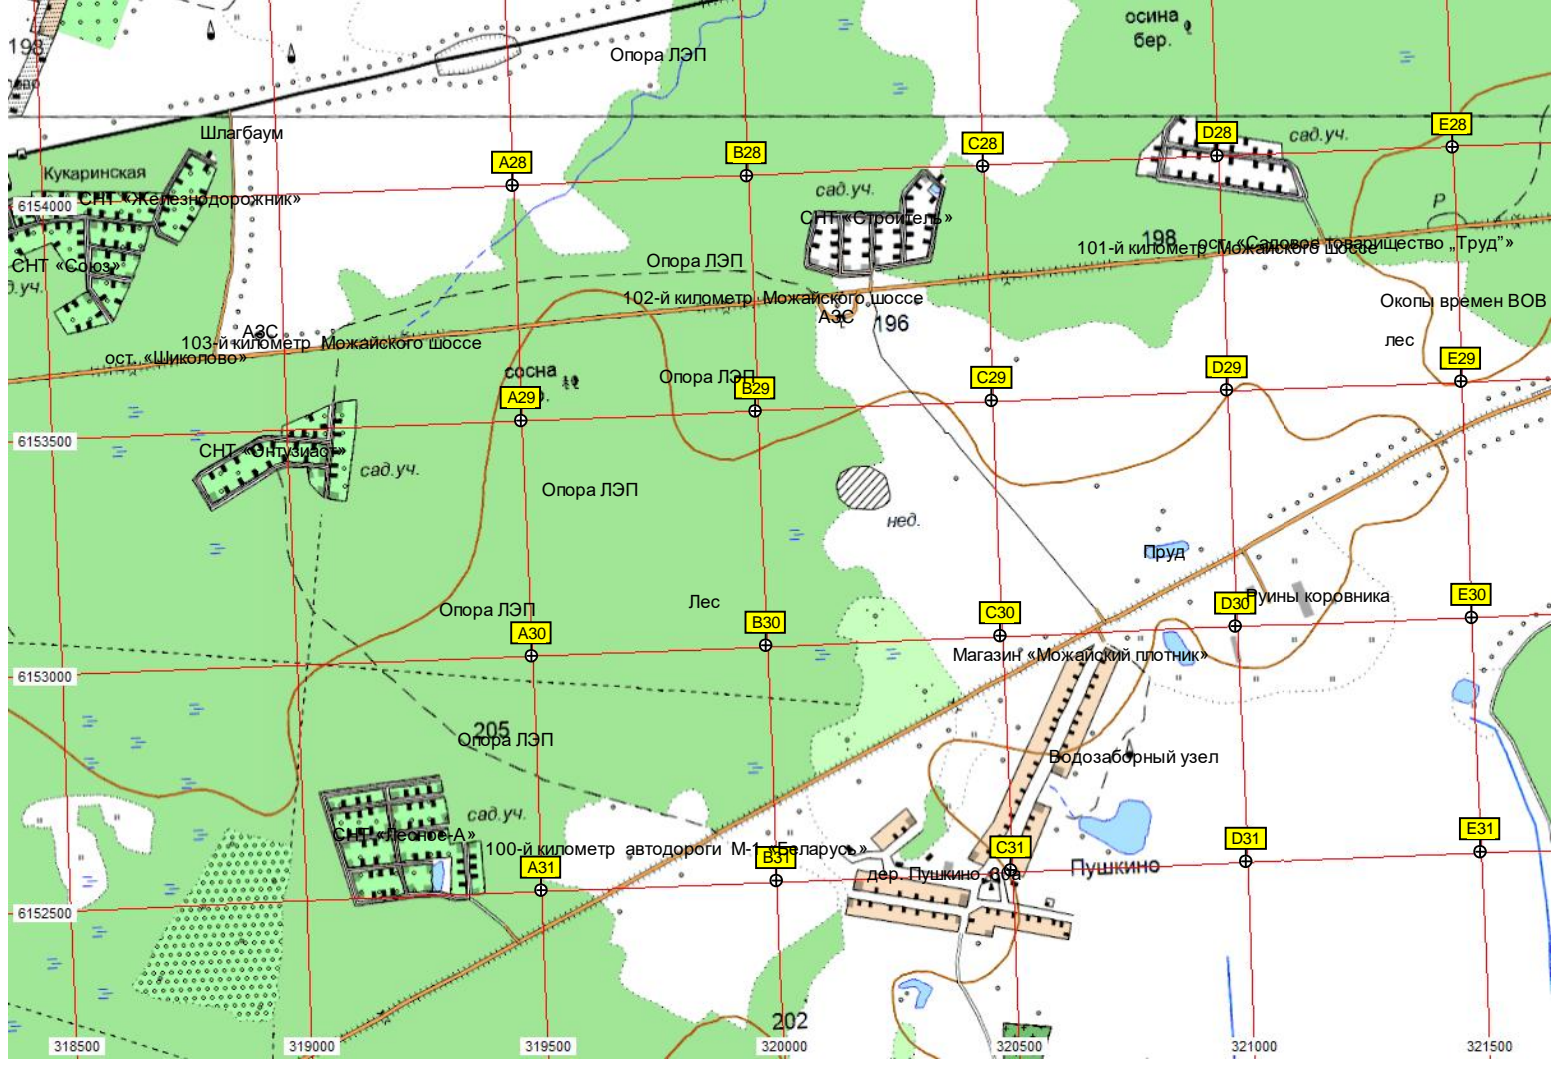 осина
бер.
193
Опора ЛЭП
Шлагбаум
E28
D28
сад.уч.
C28
B28
A28
Кукаринская
СНТ «Железнодорожник»
6154000
сад.уч.
СНТ «Строитель»
Р
198
101-й километр Можайского шоссе
ост. «Садовое товарищество „Труд”»
СНТ «Союз»
Опора ЛЭП
д.уч.
102-й километр Можайского шоссе
Окопы времен ВОВ
АЗС
196
АЗС
103-й километр Можайского шоссе
лес
ост. «Шиколово»
сосна
Опора ЛЭП
E29
D29
C29
B29
A29
6153500
СНТ «Энтузиаст»
сад.уч.
Опора ЛЭП
нед.
Пруд
Руины коровника
E30
D30
Лес
Опора ЛЭП
C30
B30
A30
Магазин «Можайский плотник»
6153000
205
Опора ЛЭП
Водозаборный узел
сад.уч.
СНТ «Лесное-А»
E31
D31
100-й километр автодороги М-1 «Беларусь»
C31
B31
A31
Пушкино
дер. Пушкино 30а
6152500
202
318500
319000
319500
320000
320500
321000
321500